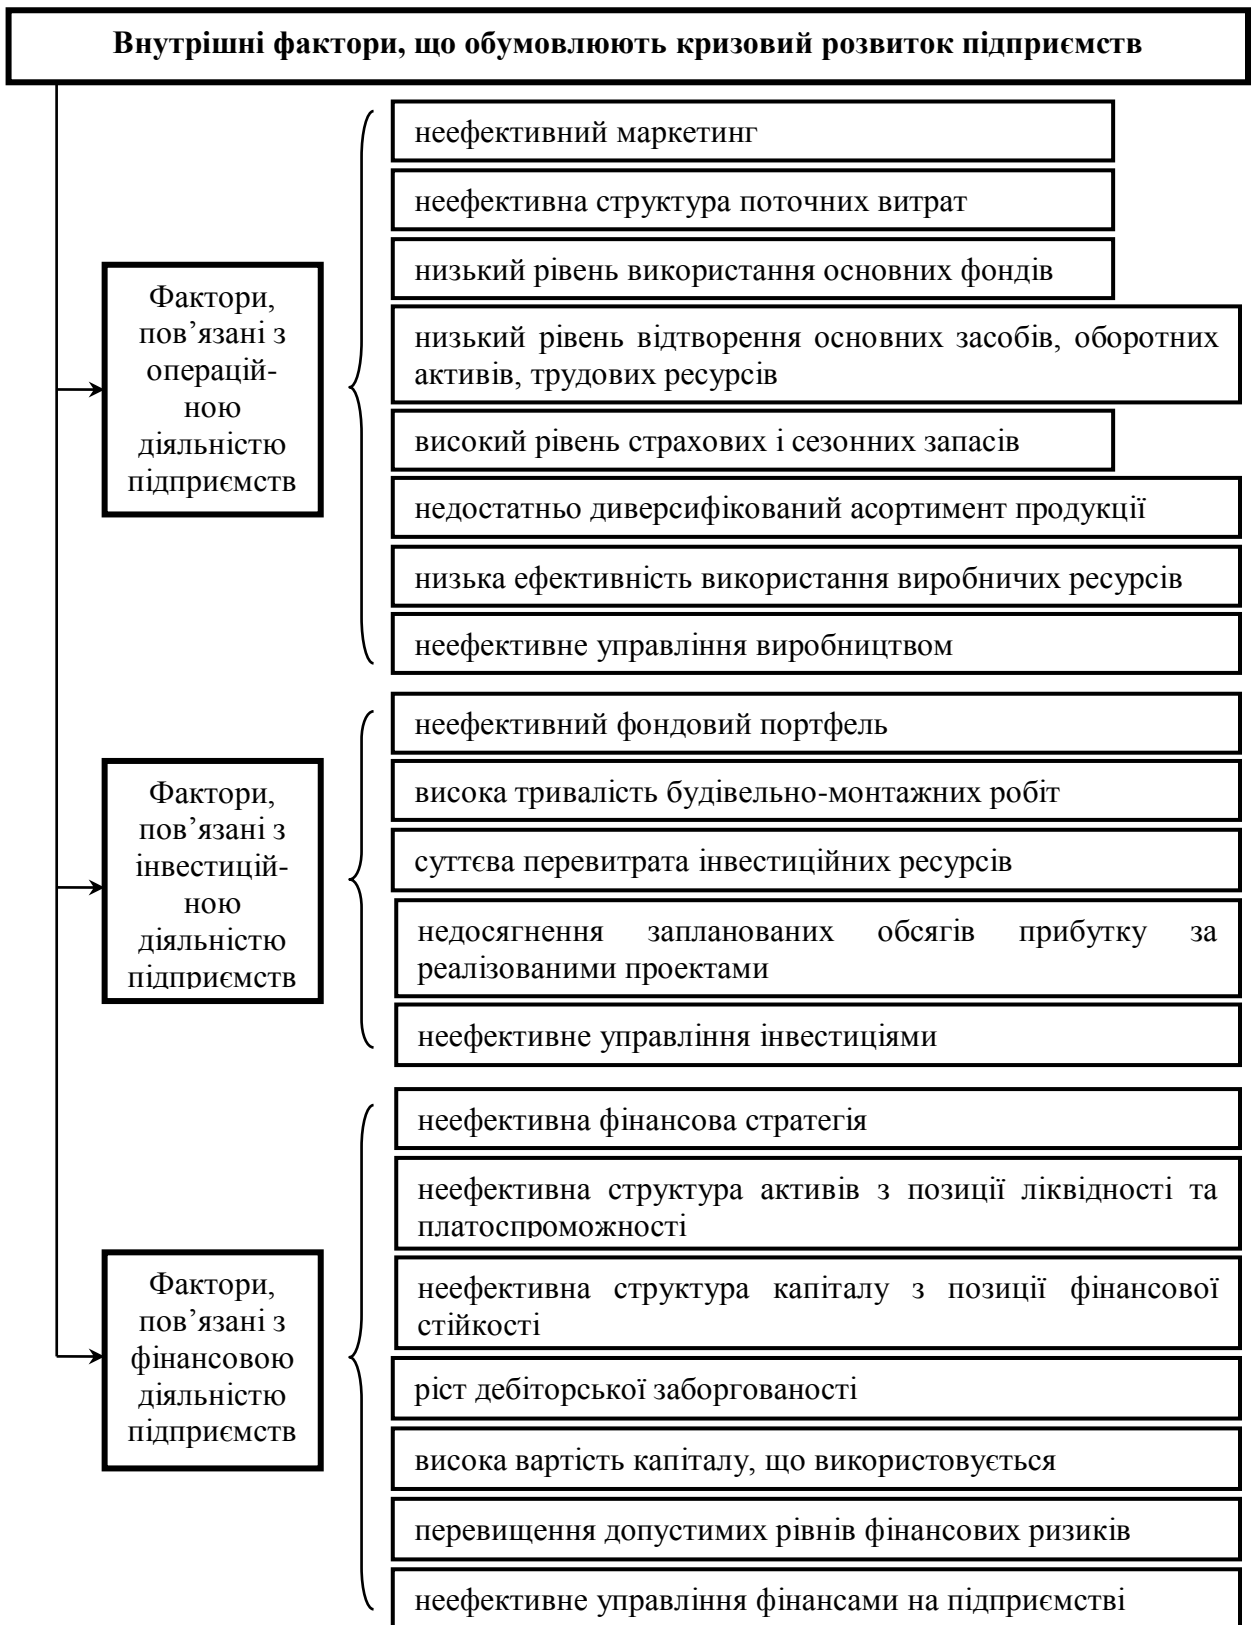 Внутрішні фактори, що обумовлюють кризовий розвиток підприємств
Фактори,
пов’язані з
операцій-
ною
діяльністю
підприємств
неефективний маркетинг
неефективна структура поточних витрат
низький рівень використання основних фондів
низький рівень відтворення основних засобів, оборотних
активів, трудових ресурсів
високий рівень страхових і сезонних запасів
недостатньо диверсифікований асортимент продукції
низька ефективність використання виробничих ресурсів
неефективне управління виробництвом
Фактори,
пов’язані з
інвестицій-
ною
діяльністю
підприємств
неефективний фондовий портфель
висока тривалість будівельно-монтажних робіт
суттєва перевитрата інвестиційних ресурсів
недосягнення запланованих обсягів прибутку за
реалізованими проектами
неефективне управління інвестиціями
Фактори,
пов’язані з
фінансовою
діяльністю
підприємств
неефективна фінансова стратегія
неефективна структура активів з позиції ліквідності та
платоспроможності
неефективна структура капіталу з позиції фінансової
стійкості
ріст дебіторської заборгованості
висока вартість капіталу, що використовується
перевищення допустимих рівнів фінансових ризиків
неефективне управління фінансами на підприємстві